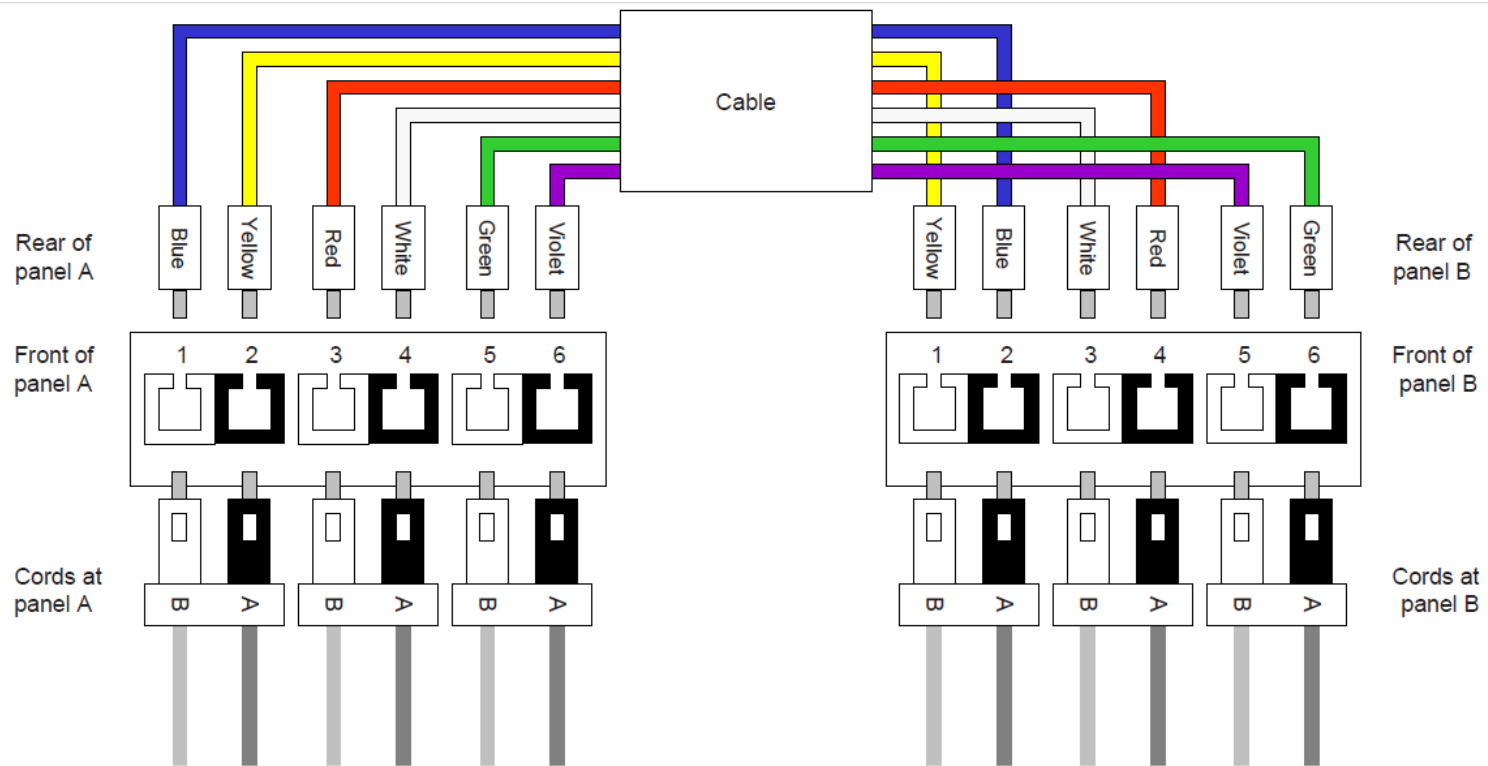 Cable
Blue Yellow Red White Green Violet
Yellow Blue White Red Violet Green
Rear of
panel A
Rear of
panel B
Front of
panel A
1 2 3 4 5 6
1 2 3 4 5 6
Front of
panel B
Cords at
panel A
B A B A B A
B A B A B A
Cords at
panel B